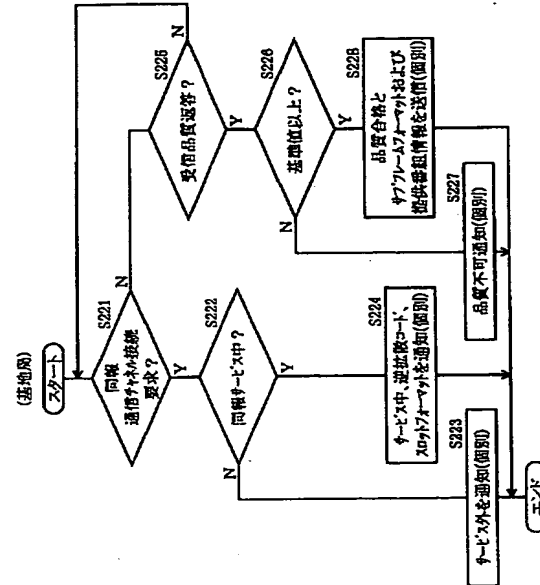 (基地局)
スタート
S221
同報
通信チャネル接続
要求?
N
Y
S222
同報サービス中?
N
Y
S224
サービス中、逆拡散コード、
スロットフォーマットを通知(個別)
S223
サービス外を通知(個別)
エンド
S225
受信品質返答?
N
Y
S226
基準値以上?
N
Y
S228
品質合格と
サブフレームフォーマットおよび
提供番組情報を送信(個別)
S227
品質不可通知(個別)